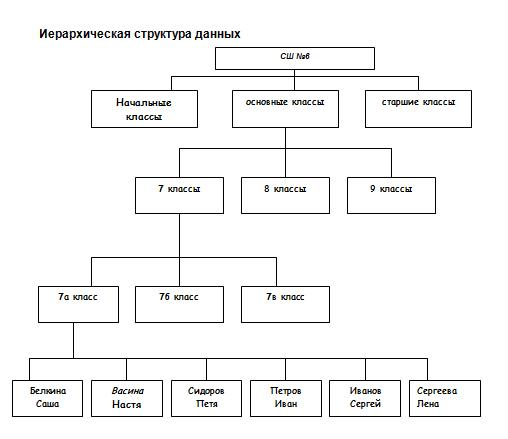 Иерархическая структура данных
СШ №6
Начальные
классы
основные классы
старшие классы
7 классы
8 классы
9 классы
7а класс
7б класс
7в класс
Белкина
Саша
Васина
Настя
Сидоров
Петя
Петров
Иван
Иванов
Сергей
Сергеева
Лена